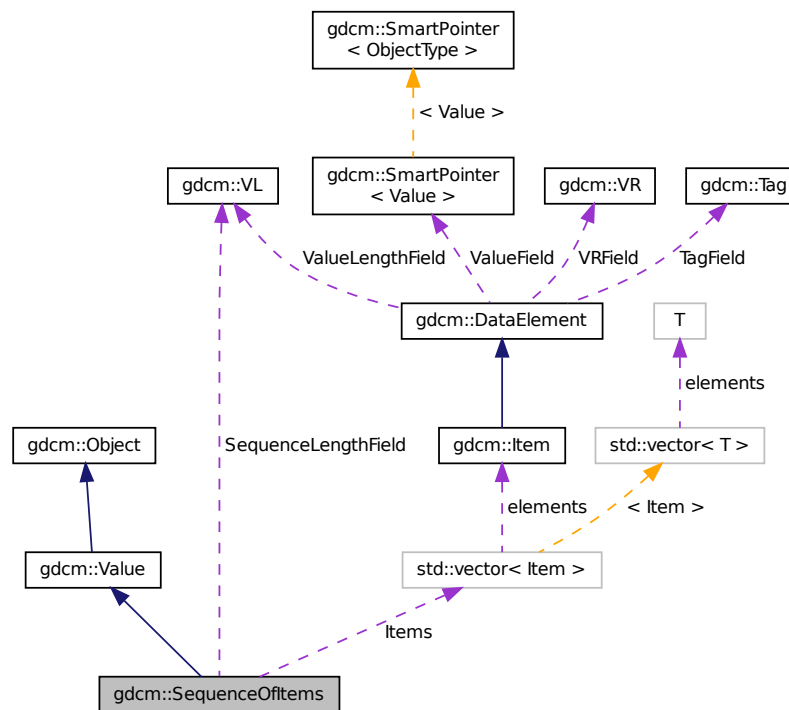 gdcm::SmartPointer
< ObjectType >
< Value >
gdcm::VL
gdcm::SmartPointer
< Value >
gdcm::VR
gdcm::Tag
ValueLengthField
ValueField
VRField
TagField
gdcm::DataElement
T
elements
gdcm::Object
SequenceLengthField
gdcm::Item
std::vector< T >
elements
< Item >
gdcm::Value
std::vector< Item >
Items
gdcm::SequenceOfItems